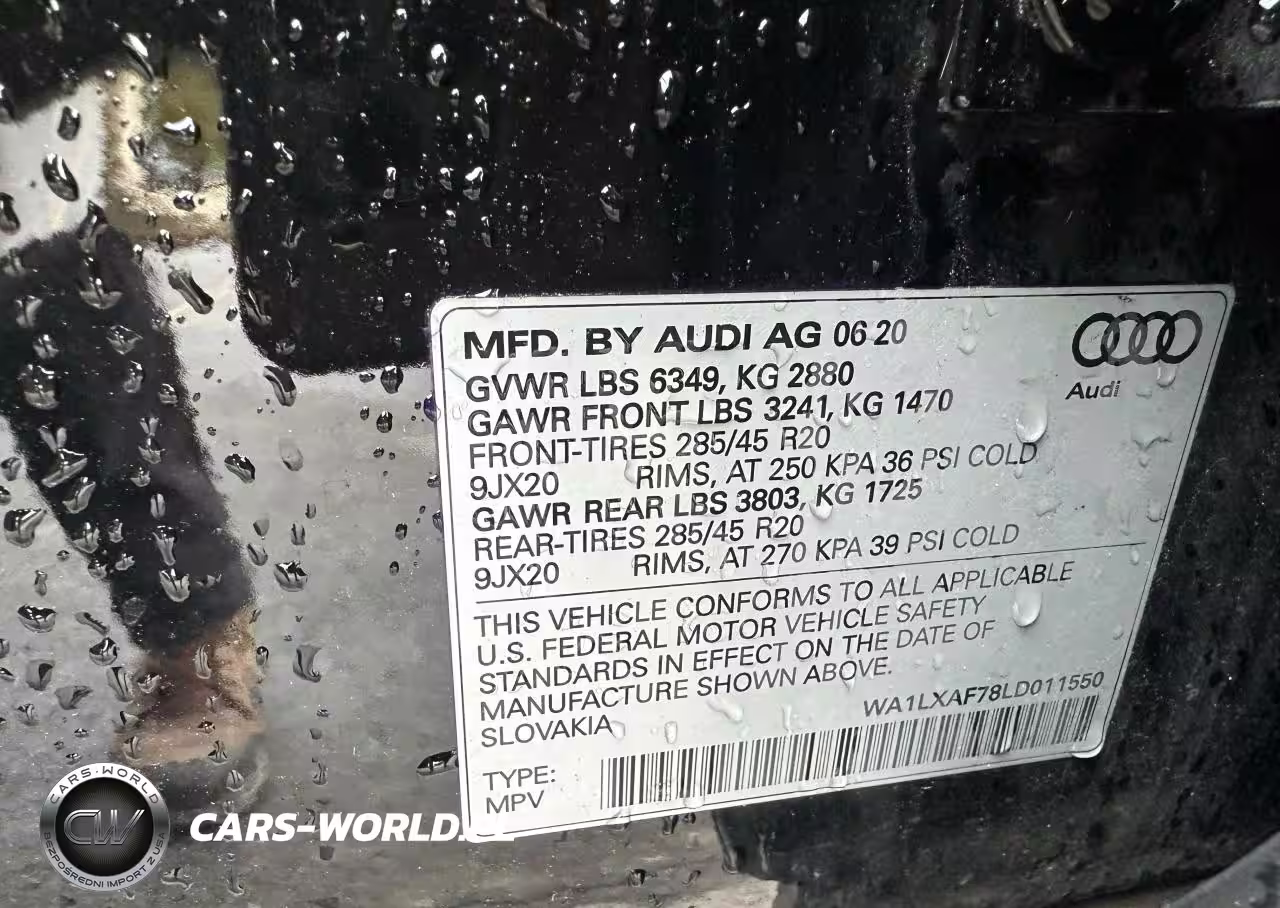 MFD. BY AUDI AG 06 20
GVWR LBS 6349, KG 2880
GAWR FRONT LBS 3241, KG 1470
FRONT-TIRES 285/45 R20
9JX20 RIMS, AT 250 KPA 36 PSI COLD
GAWR REAR LBS 3803, KG 1725
REAR-TIRES 285/45 R20
9JX20 RIMS, AT 270 KPA 39 PSI COLD
THIS VEHICLE CONFORMS TO ALL APPLICABLE
U.S. FEDERAL MOTOR VEHICLE SAFETY
STANDARDS IN EFFECT ON THE DATE OF
MANUFACTURE SHOWN ABOVE.
SLOVAKIA
WA1LXAF78LD011550
TYPE:
MPV
Audi
CARS-WORLD
CW
BEZPOŚREDNI IMPORT Z USA
CARS-WORLD.